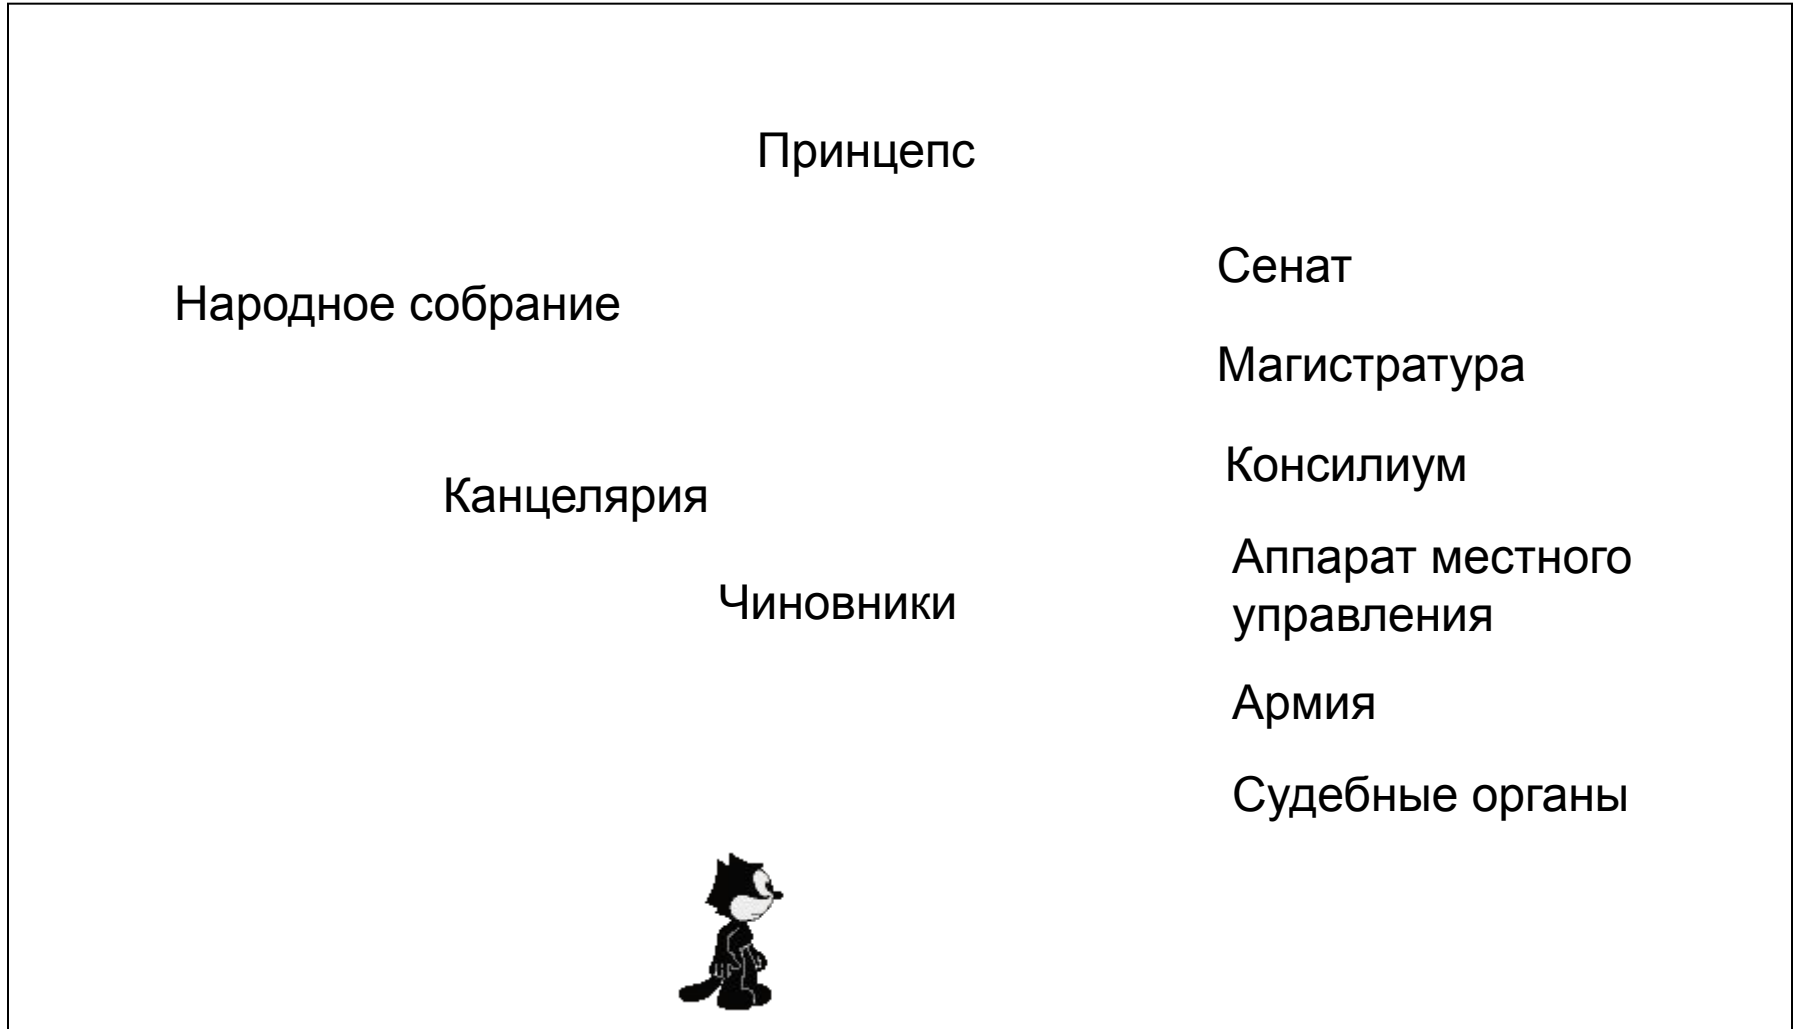 Принцепс
Народное собрание
Сенат
Магистратура
Консилиум
Канцелярия
Чиновники
Аппарат местного
управления
Армия
Судебные органы